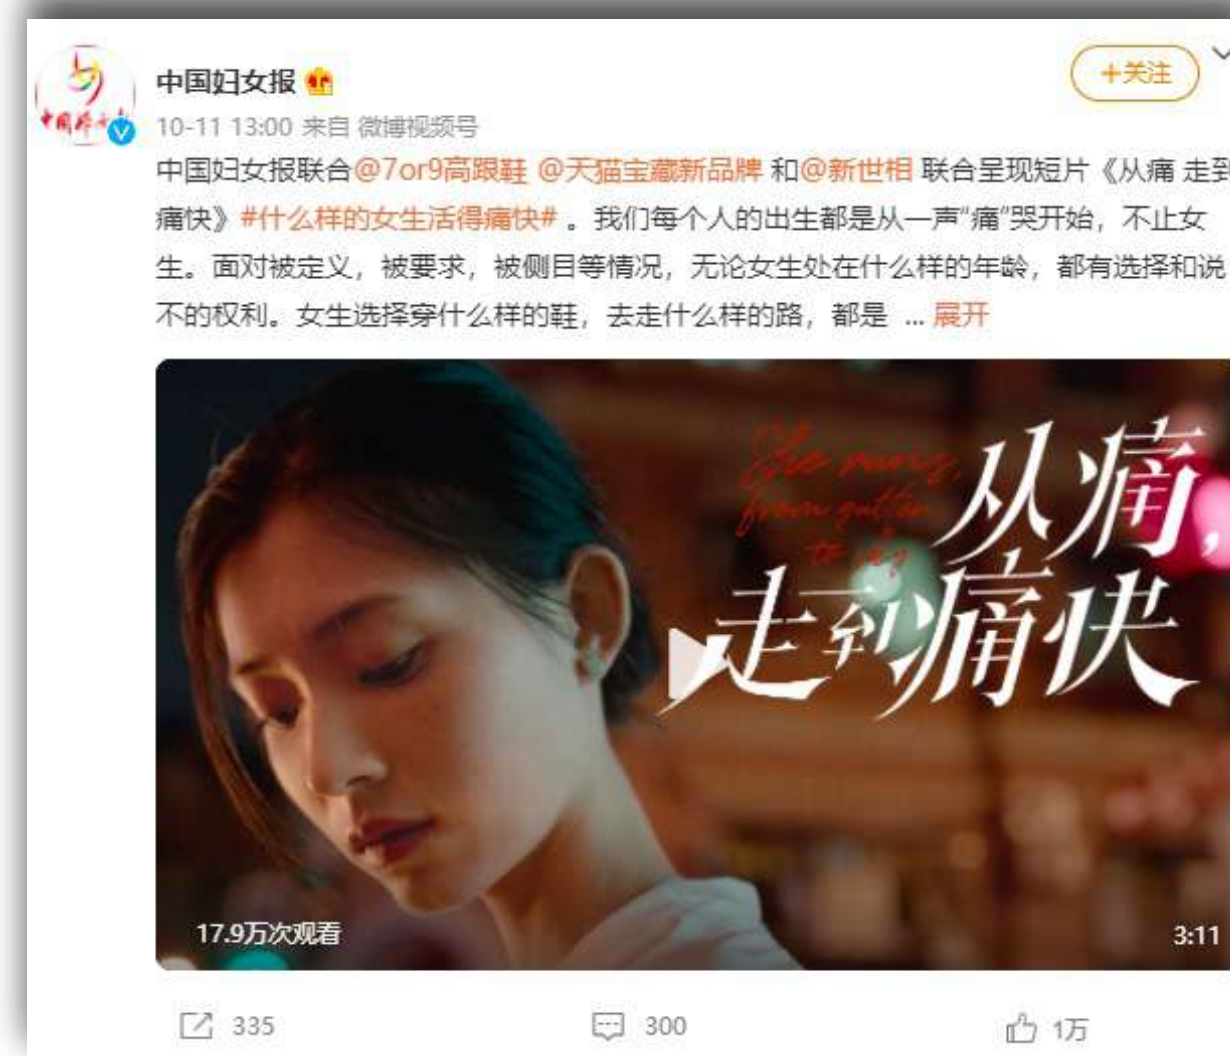 中国妇女报
+关注
10-11 13:00 来自 微博视频号
中国妇女报联合@7or9高跟鞋 @天猫宝藏新品牌 和@新世相 联合呈现短片《从痛 走到
痛快》#什么样的女生活得痛快# 。我们每个人的出生都是从一声“痛”哭开始，不止女
生。面对被定义，被要求，被侧目等情况，无论女生处在什么样的年龄，都有选择和说
不的权利。女生选择穿什么样的鞋，去走什么样的路，都是 ... 展开
She runs,
from gutter
to sky
从痛，
走到痛快
17.9万次观看
3:11
335
300
1万